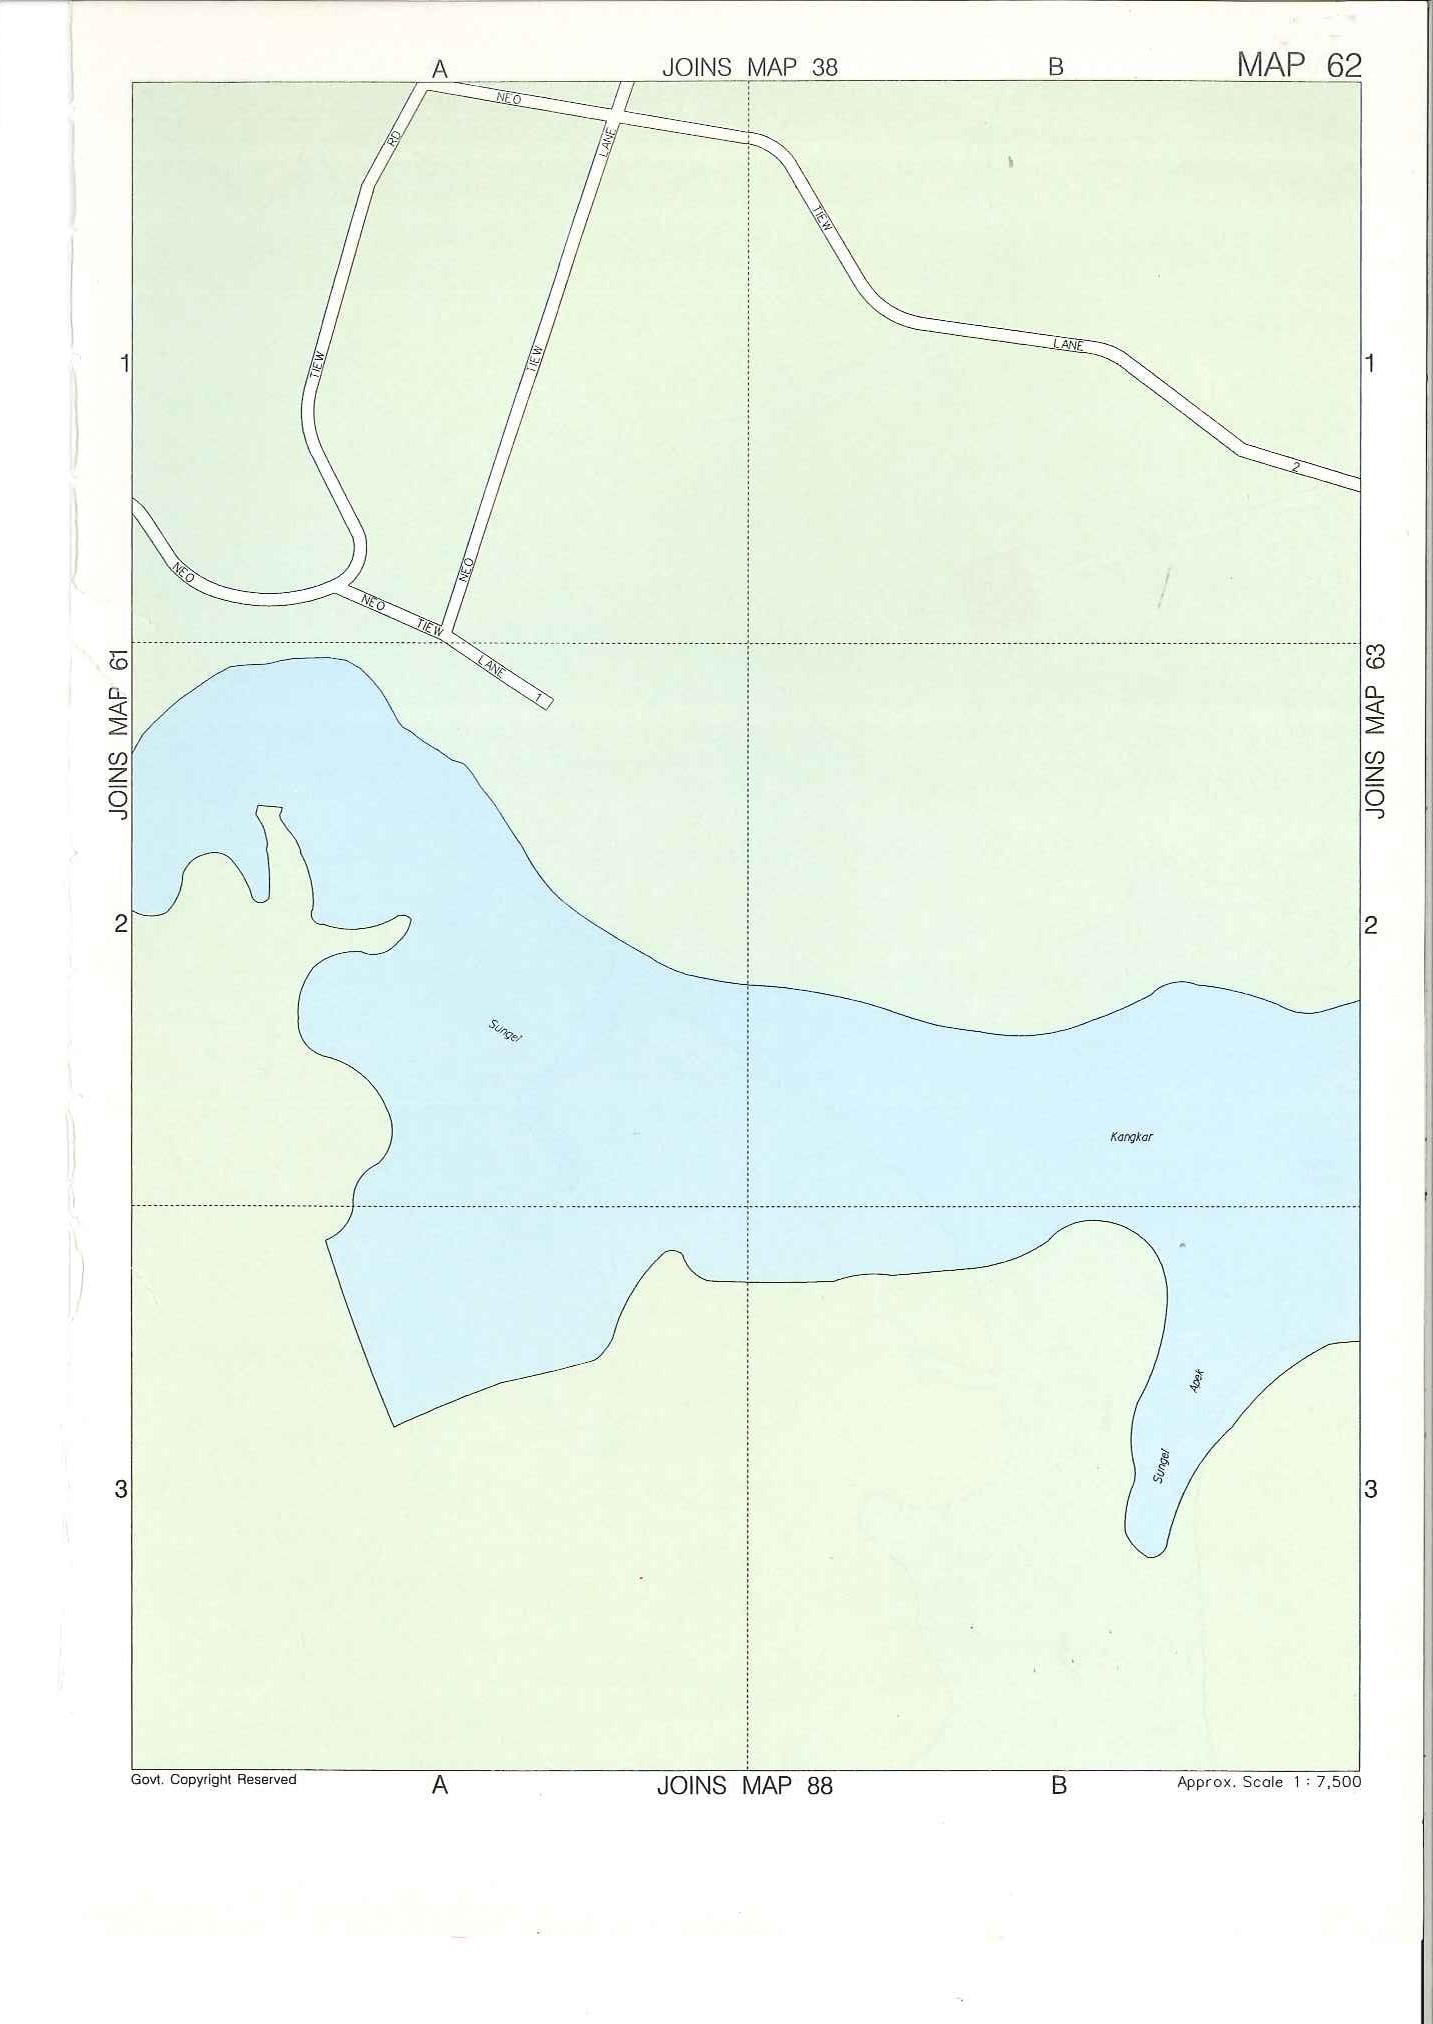 A
JOINS MAP 38
B
MAP 62
NEO
RD
LANE
TIEW
LANE
TIEW
TIEW
1
1
2
NEO
NEO
NEO
TIEW
LANE
1
JOINS MAP 61
JOINS MAP 63
2
2
Sungei
Kangkar
Apek
Sungei
3
3
Govt. Copyright Reserved
A
JOINS MAP 88
B
Approx. Scale 1 : 7,500